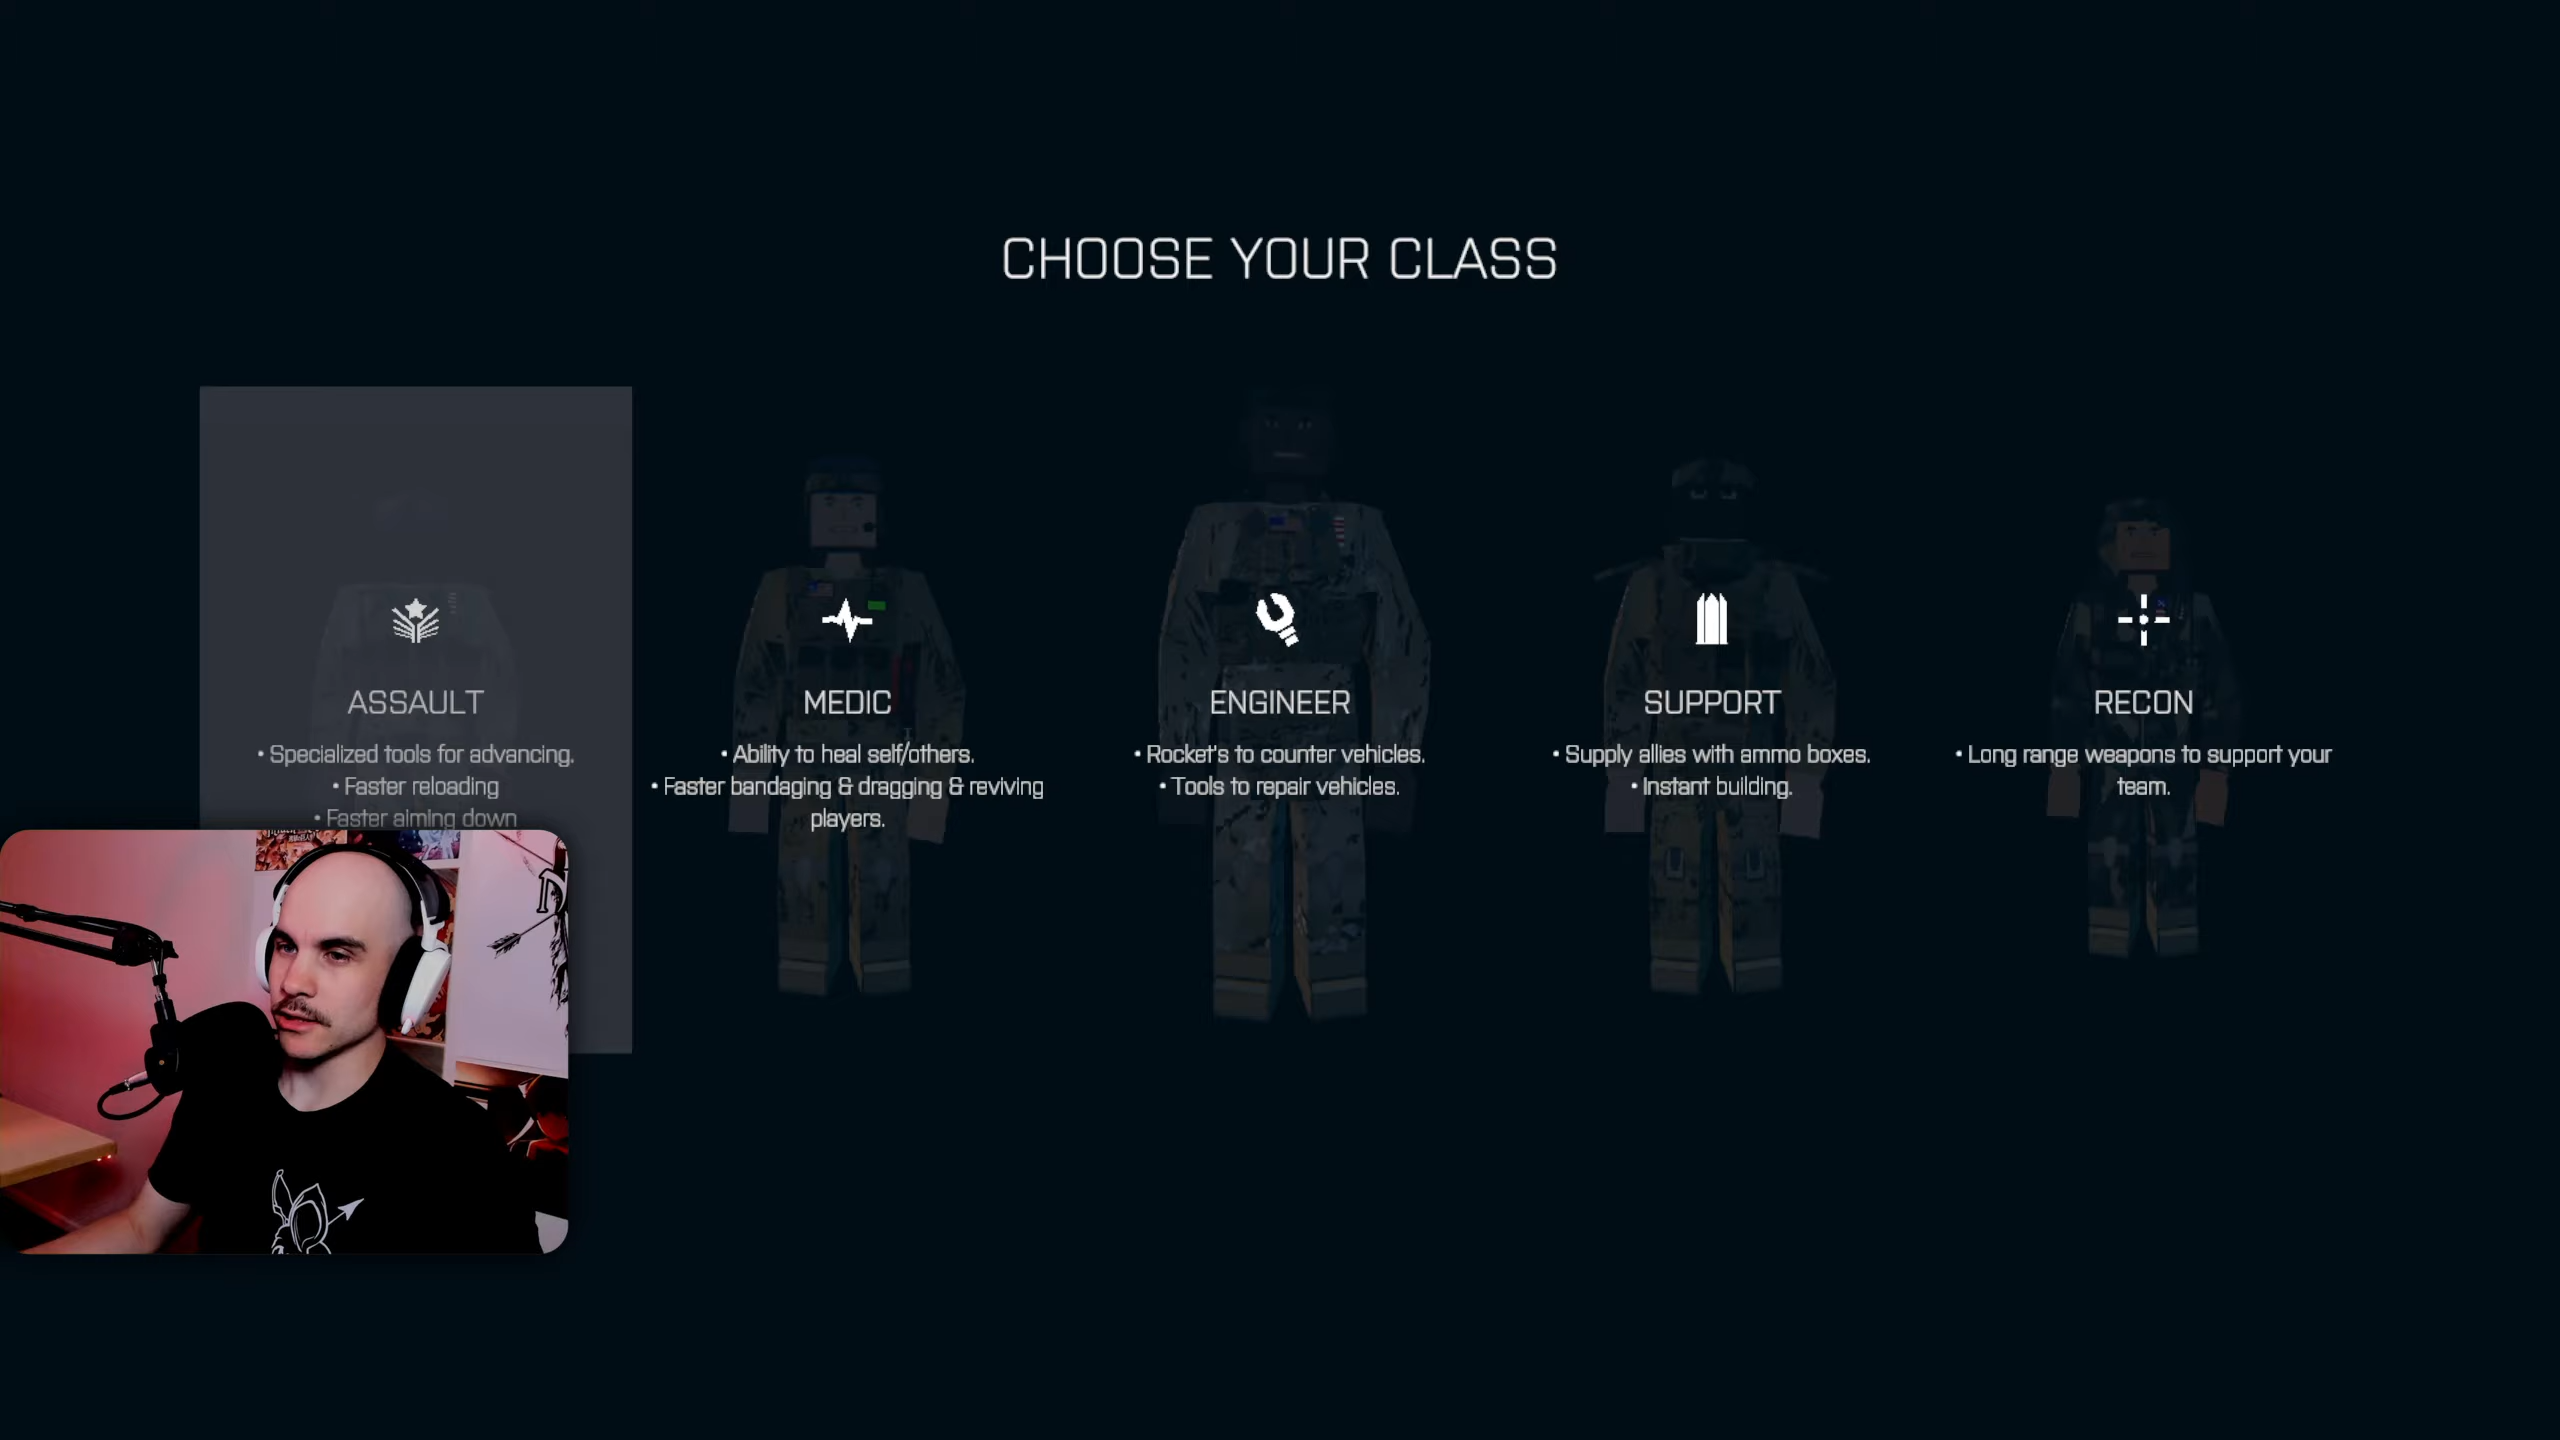 CHOOSE YOUR CLASS
ASSAULT
• Specialized tools for advancing.
• Faster reloading
• Faster aiming down
MEDIC
• Ability to heal self/others.
• Faster bandaging & dragging & reviving
players.
ENGINEER
• Rocket's to counter vehicles.
• Tools to repair vehicles.
SUPPORT
• Supply allies with ammo boxes.
• Instant building.
RECON
• Long range weapons to support your
team.